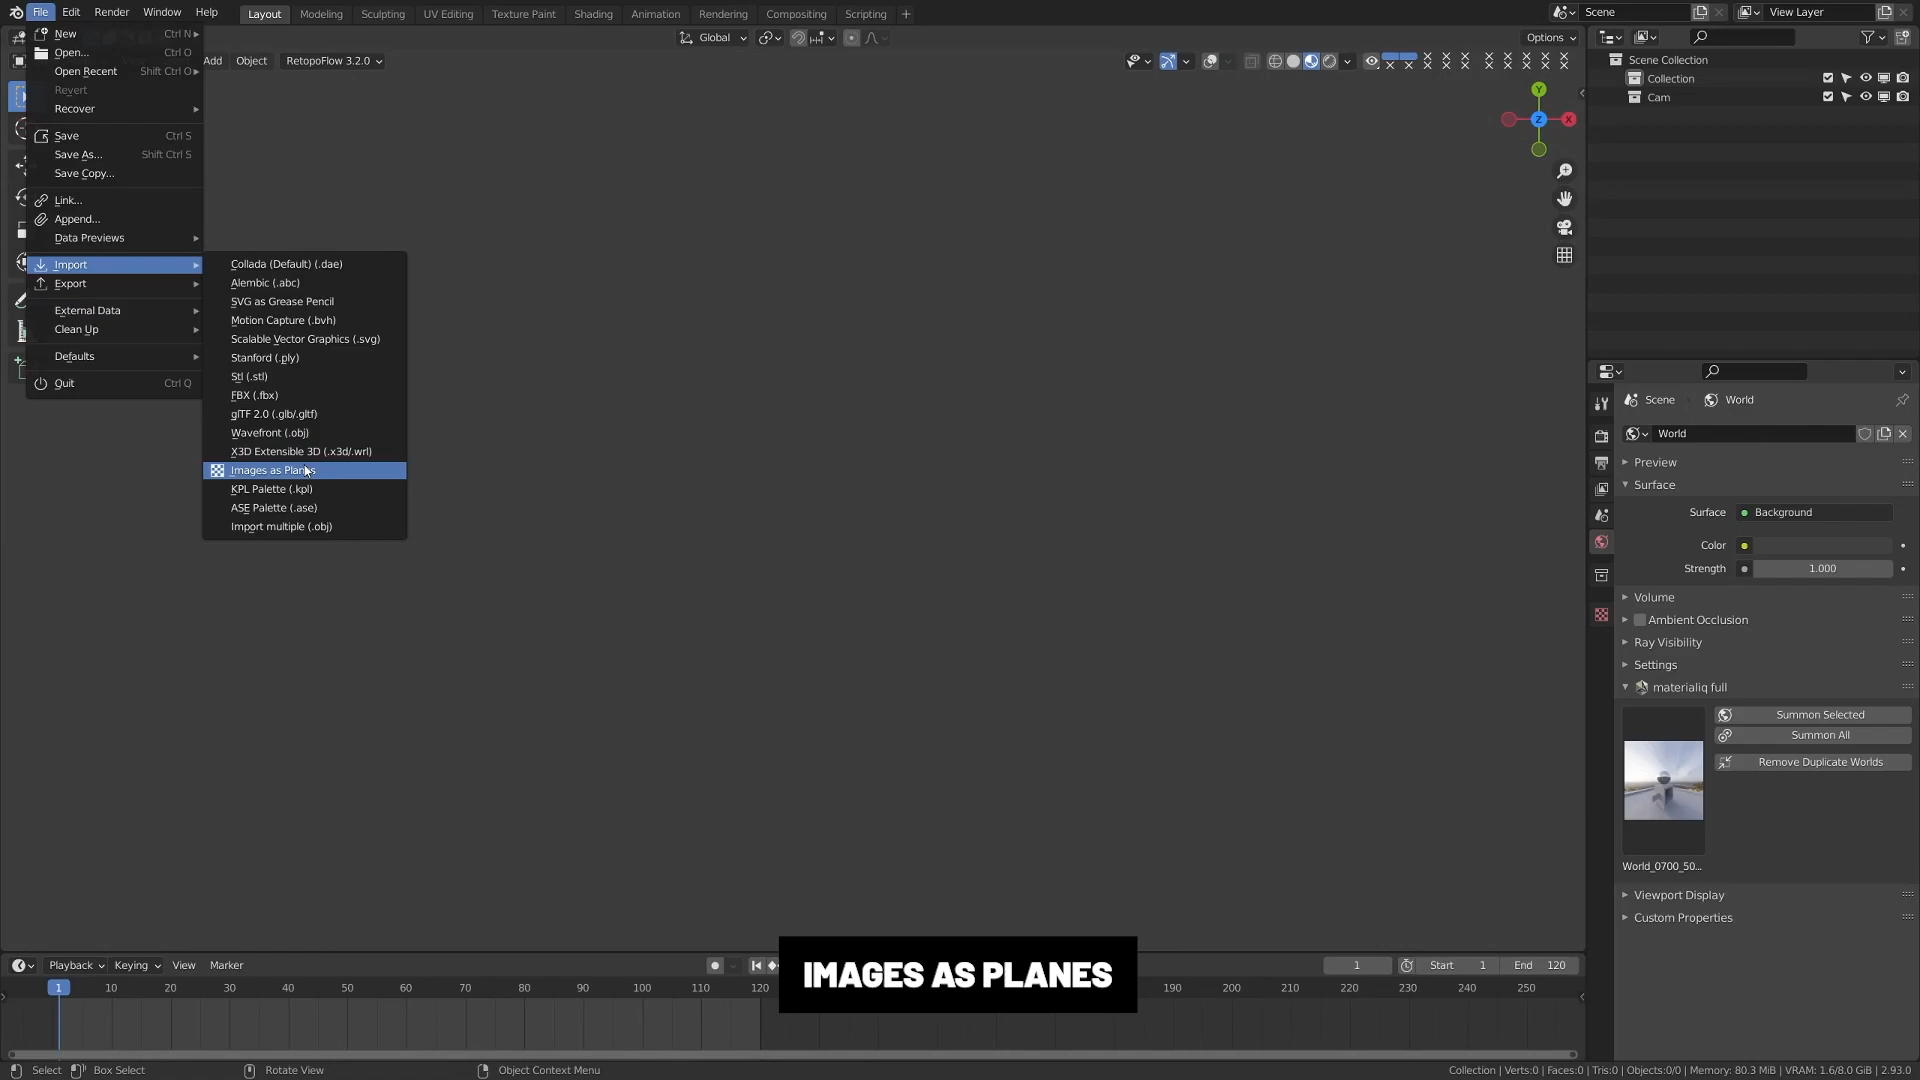 File Edit Render Window Help Layout Modeling Sculpting UV Editing Texture Paint Shading Animation Rendering Compositing Scripting + Scene View Layer
Global Options
Add Object RetopoFlow 3.2.0
New Ctrl N
Open... Ctrl O
Open Recent Shift Ctrl O
Revert
Recover
Save Ctrl S
Save As... Shift Ctrl S
Save Copy...
Link...
Append...
Data Previews
Import
Export
External Data
Clean Up
Defaults
Quit Ctrl Q
Collada (Default) (.dae)
Alembic (.abc)
SVG as Grease Pencil
Motion Capture (.bvh)
Scalable Vector Graphics (.svg)
Stanford (.ply)
Stl (.stl)
FBX (.fbx)
glTF 2.0 (.glb/.gltf)
Wavefront (.obj)
X3D Extensible 3D (.x3d/.wrl)
Images as Planes
KPL Palette (.kpl)
ASE Palette (.ase)
Import multiple (.obj)
Y
Z X
Scene Collection
Collection
Cam
Scene World
World
Preview
Surface
Surface Background
Color
Strength 1.000
Volume
Ambient Occlusion
Ray Visibility
Settings
materialiq full
Summon Selected
Summon All
Remove Duplicate Worlds
World_0700_50...
Viewport Display
Custom Properties
Playback Keying View Marker 1 Start 1 End 120
IMAGES AS PLANES
1 10 20 30 40 50 60 70 80 90 100 110 120 190 200 210 220 230 240 250
Select Box Select Rotate View Object Context Menu Collection | Verts:0 | Faces:0 | Tris:0 | Objects:0/0 | Memory: 80.3 MiB | VRAM: 1.6/8.0 GiB | 2.93.0